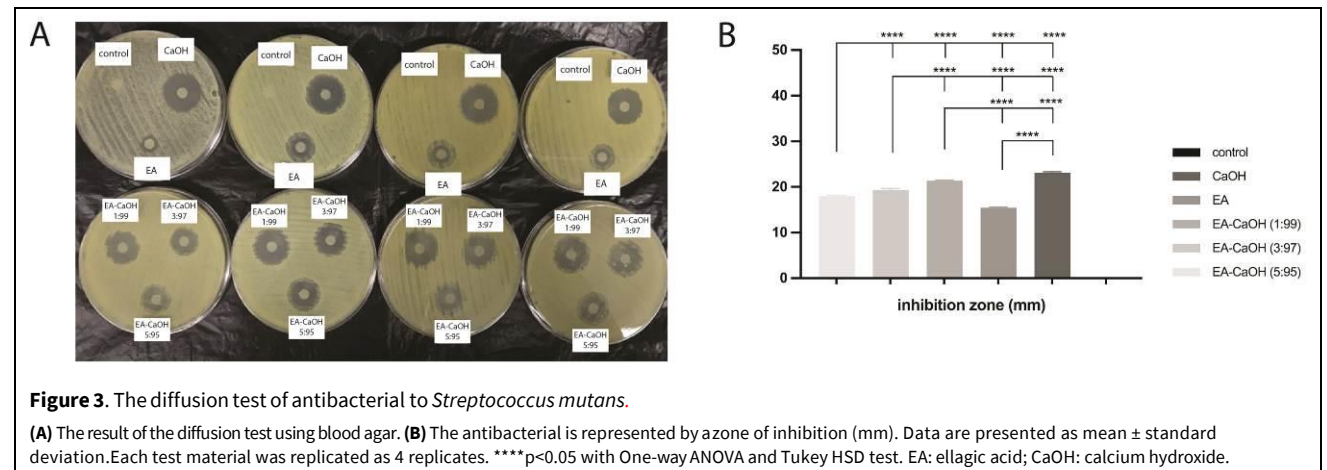 A
control
CaOH
control
CaOH
control
CaOH
control
CaOH
EA
EA
EA
EA
EA-CaOH
1:99
EA-CaOH
3:97
EA-CaOH
1:99
EA-CaOH
3:97
EA-CaOH
1:99
EA-CaOH
3:97
EA-CaOH
1:99
EA-CaOH
3:97
EA-CaOH
5:95
EA-CaOH
5:95
EA-CaOH
5:95
EA-CaOH
5:95
B
**** **** **** ****
**** **** ****
**** ****
****
50
40
30
20
10
0
inhibition zone (mm)
control
CaOH
EA
EA-CaOH (1:99)
EA-CaOH (3:97)
EA-CaOH (5:95)
Figure 3. The diffusion test of antibacterial to Streptococcus mutans.
(A) The result of the diffusion test using blood agar. (B) The antibacterial is represented by azone of inhibition (mm). Data are presented as mean ± standard
deviation.Each test material was replicated as 4 replicates. ****p<0.05 with One-way ANOVA and Tukey HSD test. EA: ellagic acid; CaOH: calcium hydroxide.